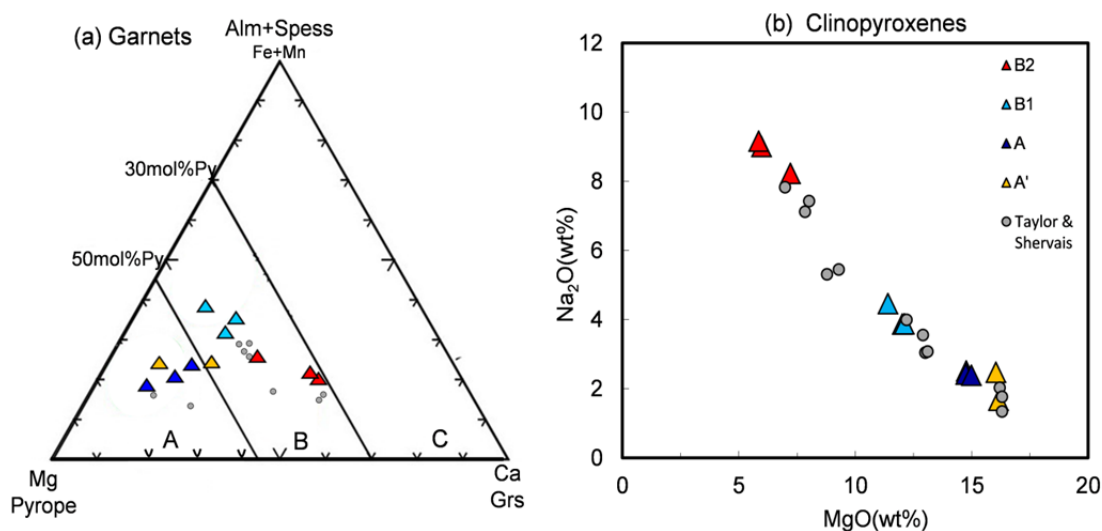 (a) Garnets
Alm+Spess
Fe+Mn
30mol%Py
50mol%Py
A
B
C
Mg
Pyrope
Ca
Grs
(b) Clinopyroxenes
12
10
8
6
4
2
0
Na₂O(wt%)
0
5
10
15
20
MgO(wt%)
B2
B1
A
A'
Taylor &
Shervais